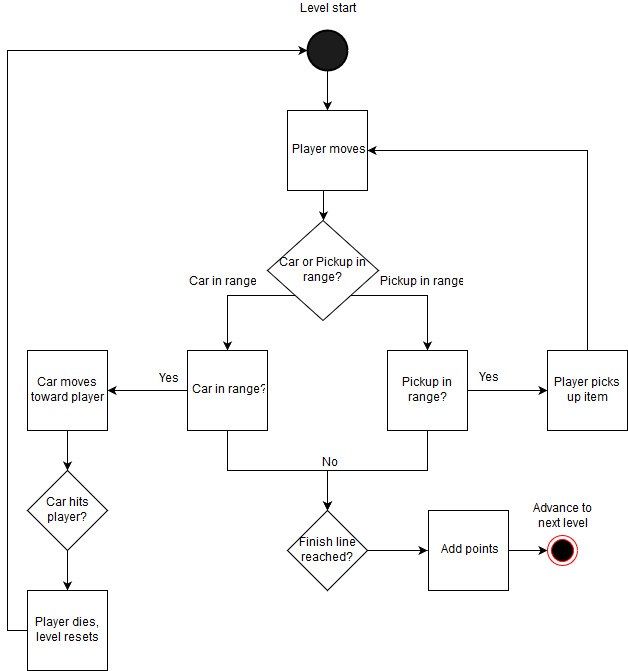 Level start
Player moves
Car or Pickup in
range?
Car in range
Pickup in range
Car moves
toward player
Yes
Car in range?
Pickup in
range?
Yes
Player picks
up item
No
Car hits
player?
Finish line
reached?
Add points
Advance to
next level
Player dies,
level resets